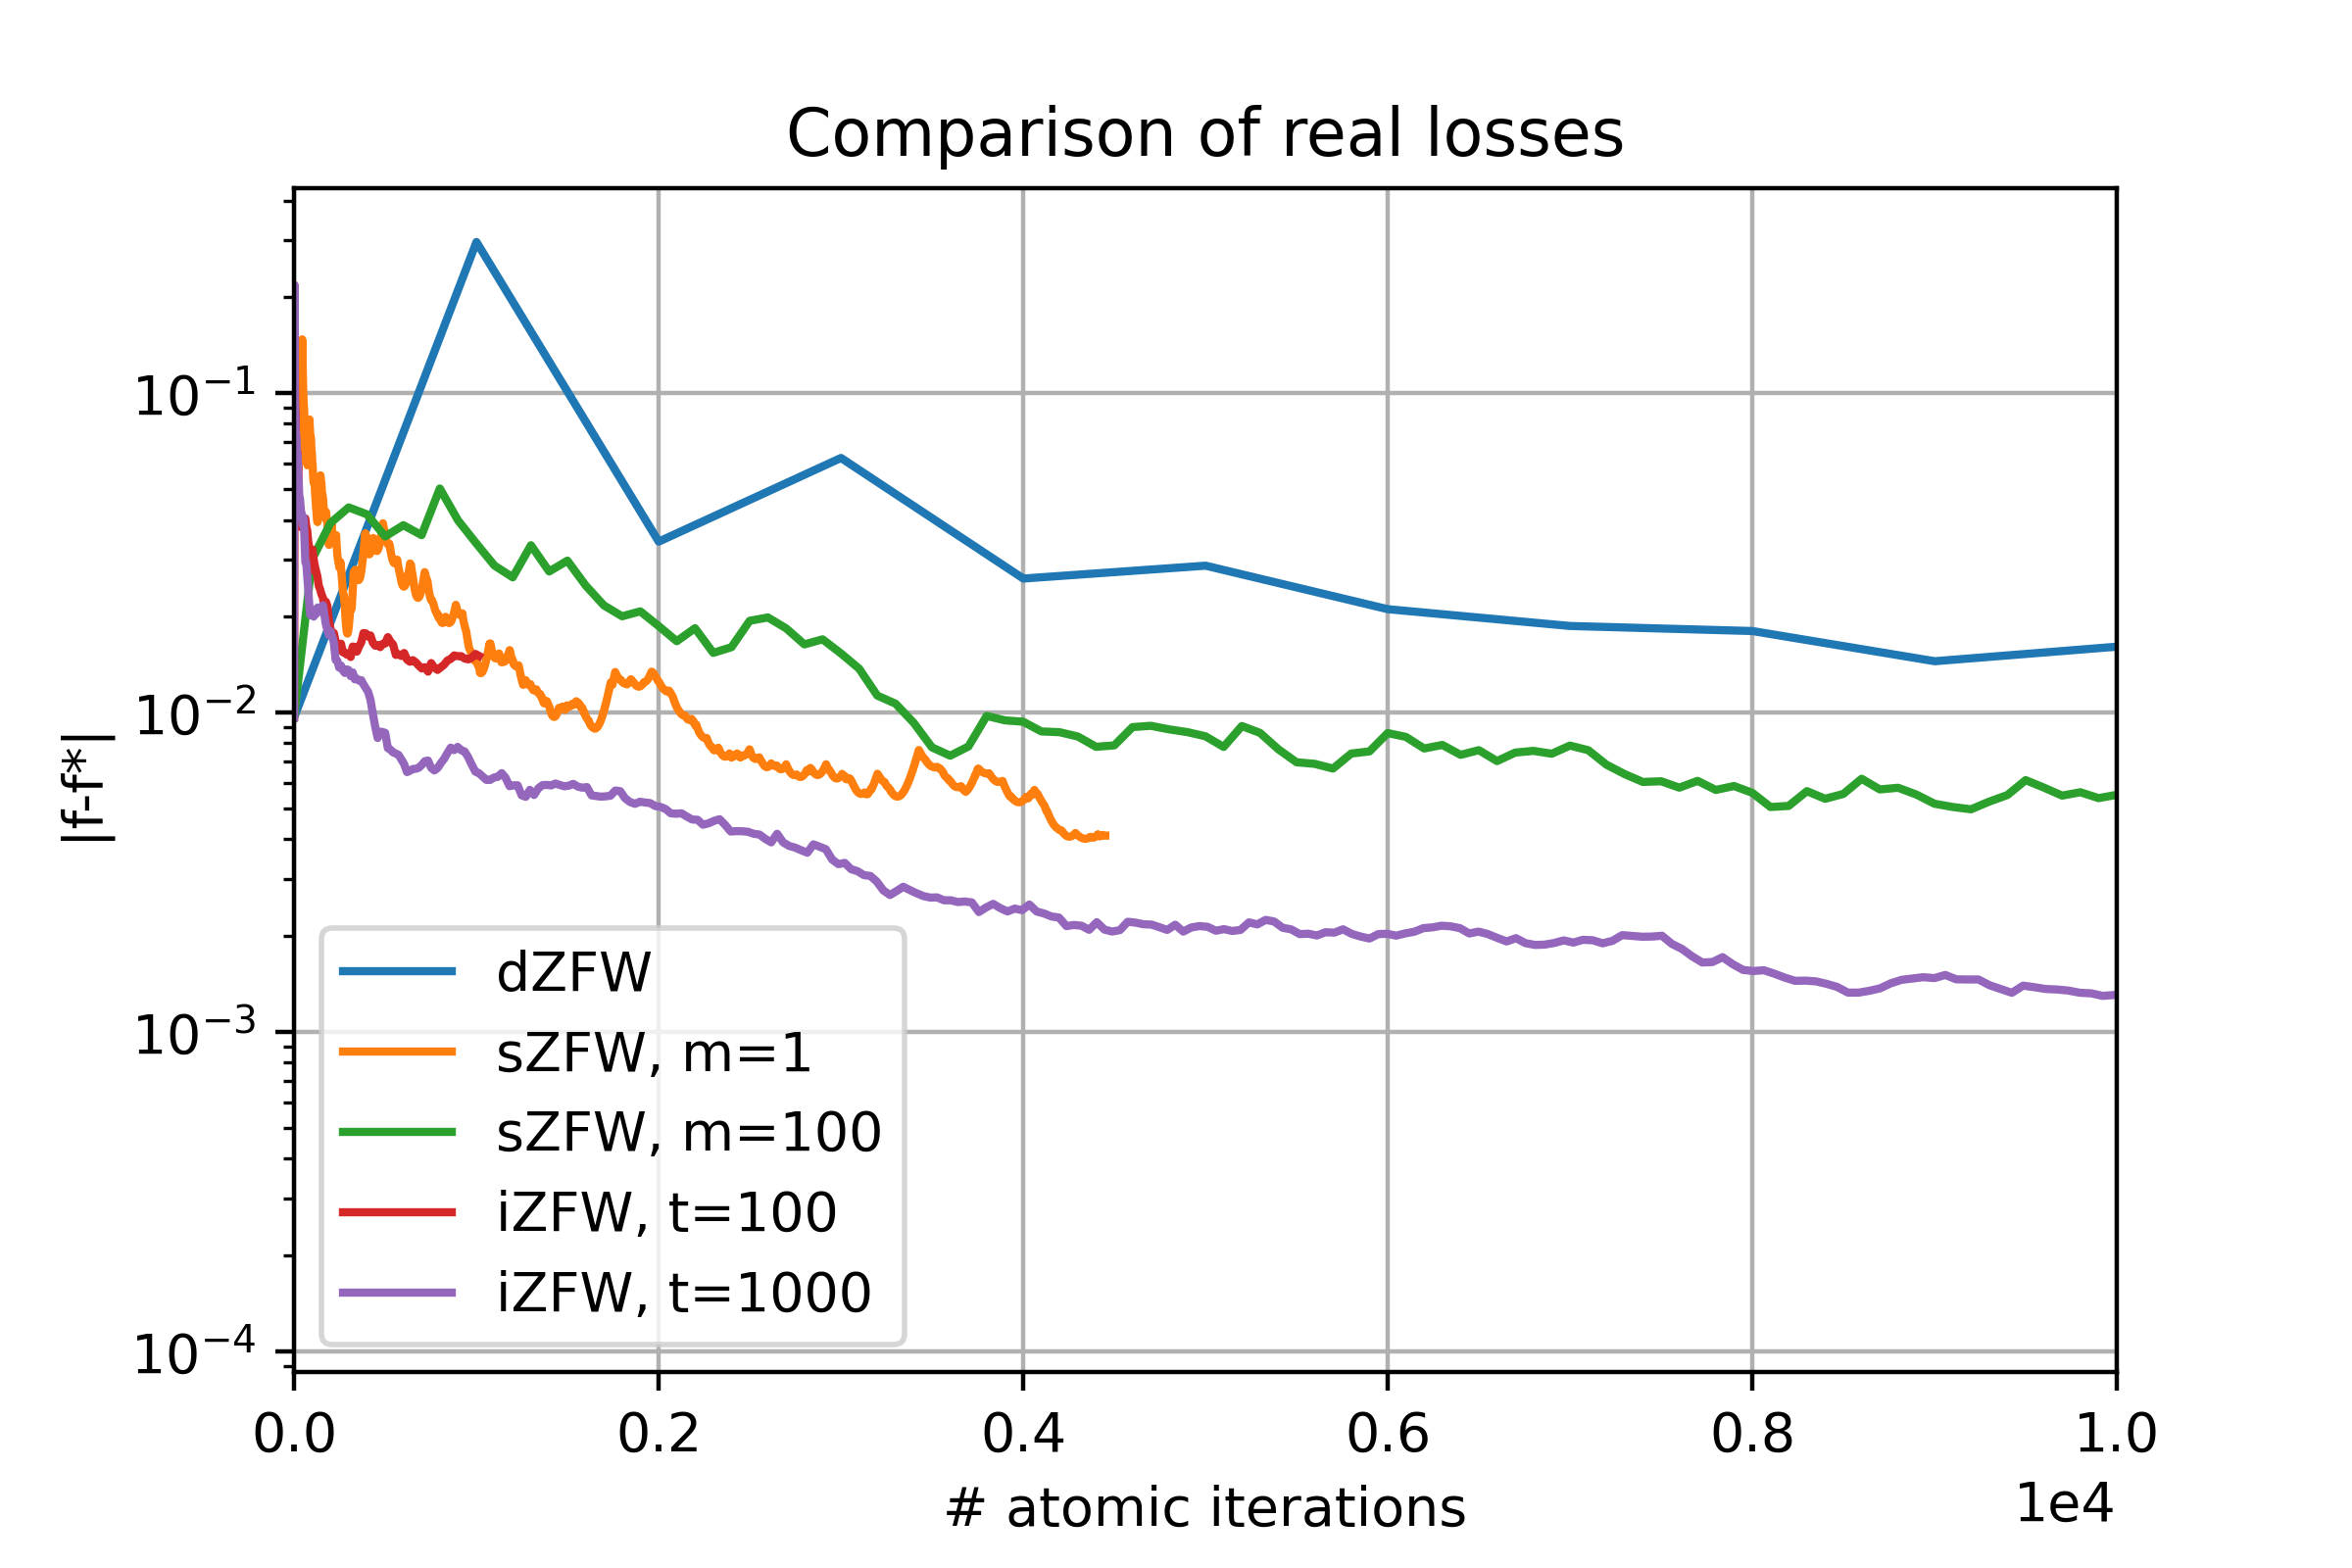 Comparison of real losses
10⁻¹
10⁻²
10⁻³
10⁻⁴
|f-f*|
dZFW
sZFW, m=1
sZFW, m=100
iZFW, t=100
iZFW, t=1000
0.0 0.2 0.4 0.6 0.8 1.0
1e4
# atomic iterations